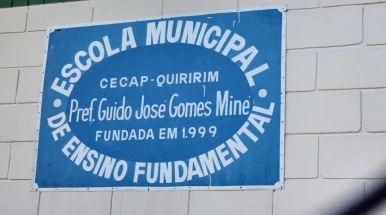 • ESCOLA MUNICIPAL •
CECAP-QUIRIRIM
Pref. Guido José Gomes Miné
FUNDADA EM 1.999
DE ENSINO FUNDAMENTAL